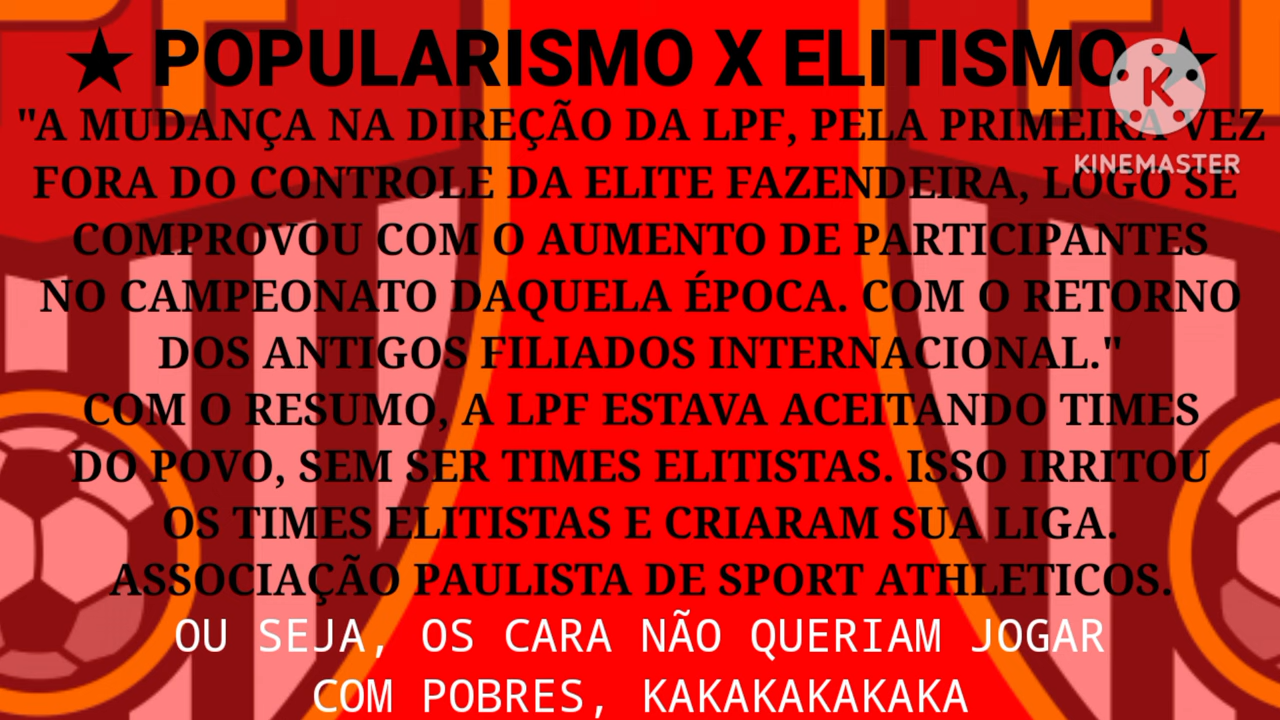 ★ POPULARISMO X ELITISMO ★
"A MUDANÇA NA DIREÇÃO DA LPF, PELA PRIMEIRA VEZ
FORA DO CONTROLE DA ELITE FAZENDEIRA, LOGO SE
COMPROVOU COM O AUMENTO DE PARTICIPANTES
NO CAMPEONATO DAQUELA ÉPOCA. COM O RETORNO
DOS ANTIGOS FILIADOS INTERNACIONAL."
COM O RESUMO, A LPF ESTAVA ACEITANDO TIMES
DO POVO, SEM SER TIMES ELITISTAS. ISSO IRRITOU
OS TIMES ELITISTAS E CRIARAM SUA LIGA.
ASSOCIAÇÃO PAULISTA DE SPORT ATHLETICOS.
OU SEJA, OS CARA NÃO QUERIAM JOGAR
COM POBRES, KAKAKAKAKAKA
K
KINEMASTER